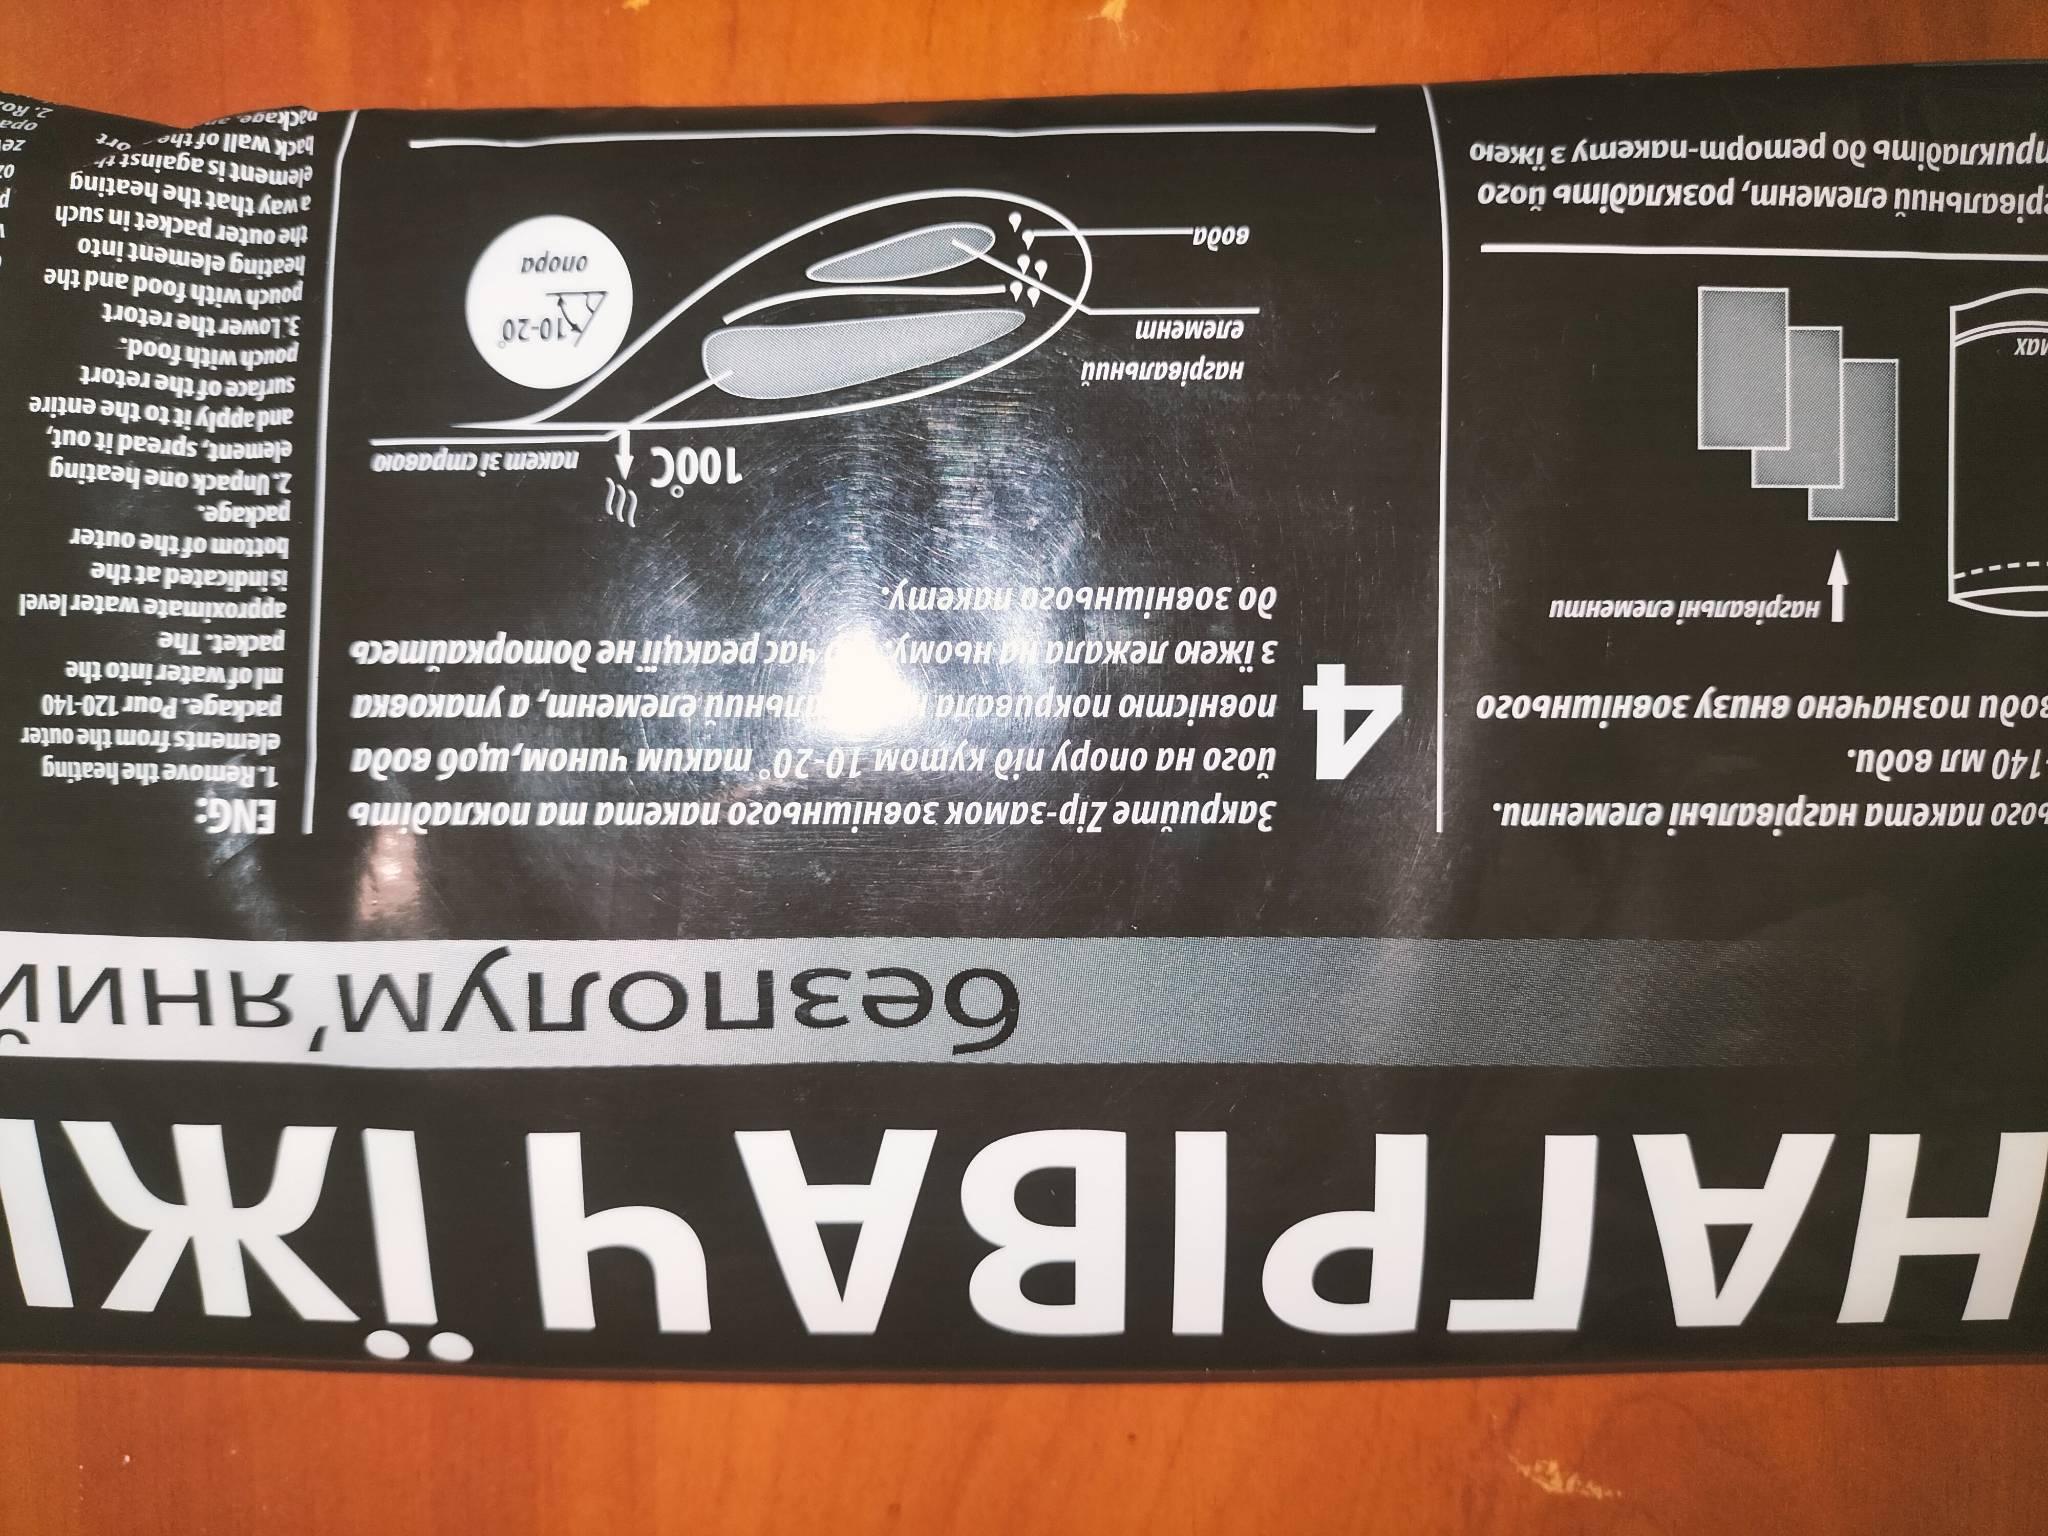 НАГРІВАЧ ЇЖІ
безполум'яний
ього пакета нагрівальні елементи.
-140 мл води.
води позначено внизу зовнішнього
нагрівальні елементи
max
грівальний елемент, розкладіть його
прикладіть до реторт-пакету з їжею
4
Закрийте Zip-замок зовнішнього пакета та покладіть
його на опору під кутом 10-20° таким чином, щоб вода
повністю покривала елемент, а упаковка
з їжею лежала на ньому. час реакції не доторкайтесь
до зовнішнього пакету.
100°C
пакет зі стравою
нагрівальний
елемент
10-20°
опора
вода
ENG:
1. Remove the heating
elements from the outer
package. Pour 120-140
ml of water into the
packet. The
approximate water level
is indicated at the
bottom of the outer
package.
2. Unpack one heating
element, spread it out,
and apply it to the entire
surface of the retort
pouch with food.
3. Lower the retort
pouch with food and the
heating element into
the outer packet in such
a way that the heating
element is against
back wall of the
package,